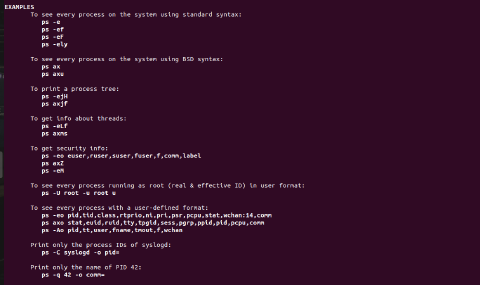 EXAMPLES
To see every process on the system using standard syntax:
ps -e
ps -ef
ps -eF
ps -ely
To see every process on the system using BSD syntax:
ps ax
ps axu
To print a process tree:
ps -ejH
ps axjf
To get info about threads:
ps -eLf
ps axms
To get security info:
ps -eo euser,ruser,suser,fuser,f,comm,label
ps axZ
ps -eM
To see every process running as root (real & effective ID) in user format:
ps -U root -u root u
To see every process with a user-defined format:
ps -eo pid,tid,class,rtprio,ni,pri,psr,pcpu,stat,wchan:14,comm
ps axo stat,euid,ruid,tty,tpgid,sess,pgrp,ppid,pid,pcpu,comm
ps -Ao pid,tt,user,fname,tmout,f,wchan
Print only the process IDs of syslogd:
ps -C syslogd -o pid=
Print only the name of PID 42:
ps -q 42 -o comm=